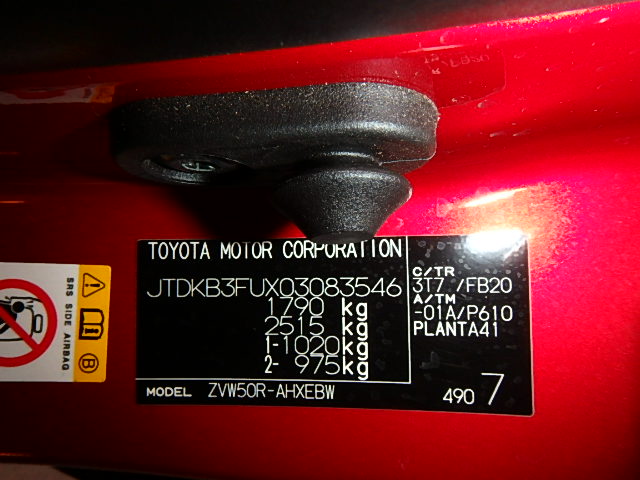 TOYOTA MOTOR CORPORATION
JTDKB3FUX03083546
1790 kg
2515 kg
1-1020kg
2- 975kg
C/TR
3T7 /FB20
A/TM
-01A/P610
PLANTA41
MODEL ZVW50R-AHXEBW
490 7
SRS SIDE AIRBAG